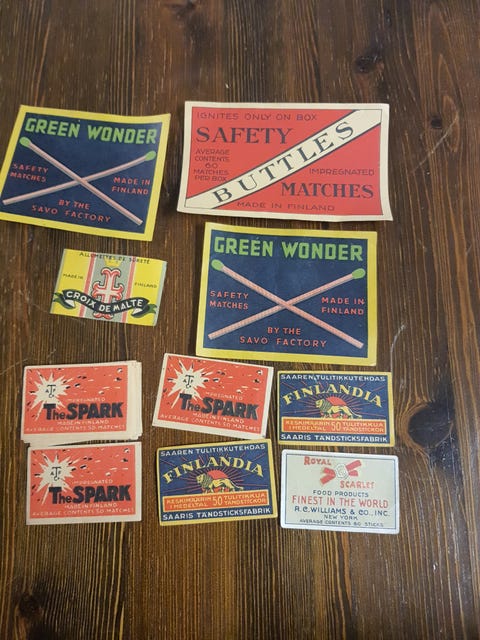 GREEN WONDER
SAFETY
MATCHES
MADE IN
FINLAND
BY THE
SAVO FACTORY
IGNITES ONLY ON BOX
SAFETY
AVERAGE
CONTENTS
60
MATCHES
PER BOX
BUTTLES
IMPREGNATED
MATCHES
MADE IN FINLAND
ALLUMETTES DE SÛRETÉ
MADE IN
FINLAND
CROIX DE MALTE
GREEN WONDER
SAFETY
MATCHES
MADE IN
FINLAND
BY THE
SAVO FACTORY
IMPREGNATED
The SPARK
MADE IN FINLAND
AVERAGE CONTENTS 50 MATCHES
IMPREGNATED
The SPARK
MADE IN FINLAND
AVERAGE CONTENTS 50 MATCHES
SAAREN TULITIKKUTEHDAS
FINLANDIA
KESKIMÄÄRIN 50 TULITIKKUA
I MEDELTAL TÄNDSTICKOR
SAARIS TÄNDSTICKSFABRIK
IMPREGNATED
The SPARK
MADE IN FINLAND
AVERAGE CONTENTS 50 MATCHES
SAAREN TULITIKKUTEHDAS
FINLANDIA
KESKIMÄÄRIN 50 TULITIKKUA
I MEDELTAL TÄNDSTICKOR
SAARIS TÄNDSTICKSFABRIK
ROYAL
SCARLET
FOOD PRODUCTS
FINEST IN THE WORLD
R.C. WILLIAMS & CO., INC.
NEW YORK
AVERAGE CONTENTS 60 STICKS